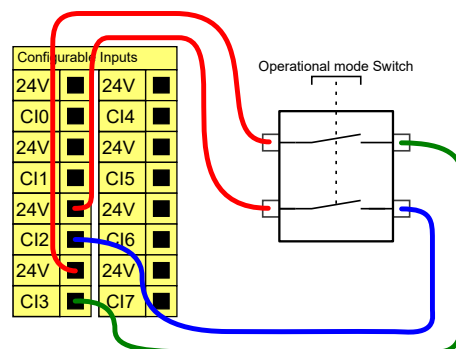 Configurable Inputs
Operational mode Switch
24V 24V
CI0 CI4
24V 24V
CI1 CI5
24V 24V
CI2 CI6
24V 24V
CI3 CI7